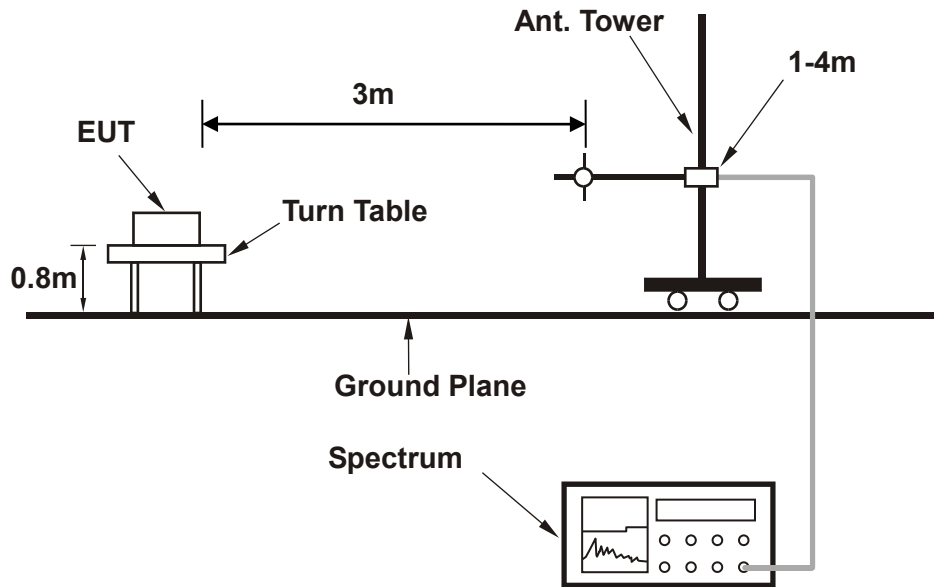 Ant. Tower
1-4m
3m
EUT
Turn Table
0.8m
Ground Plane
Spectrum